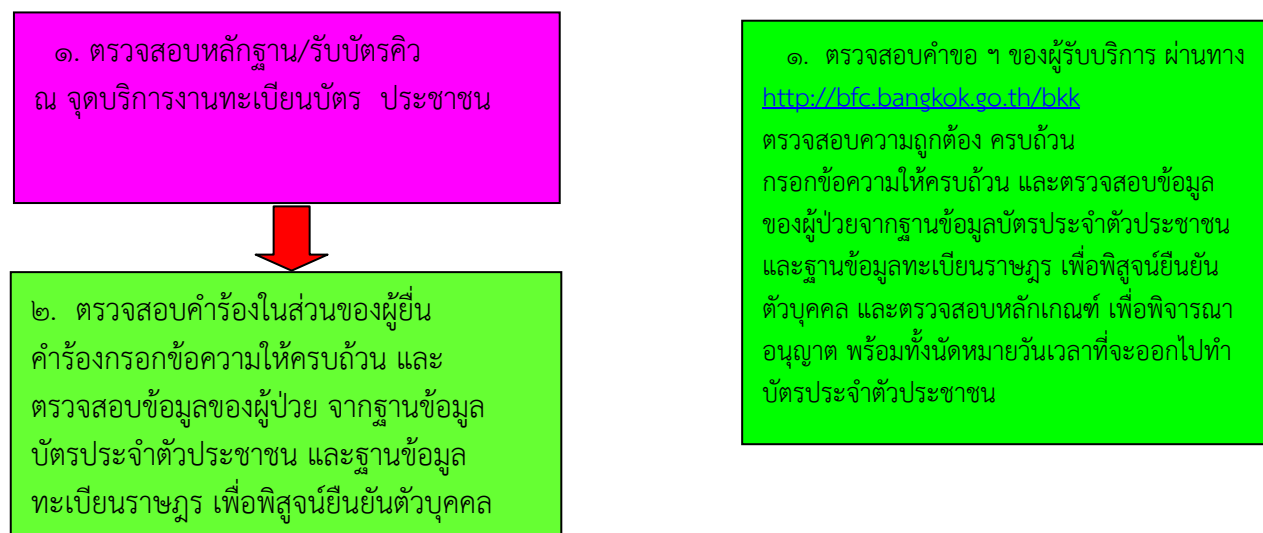 ๑. ตรวจสอบหลักฐาน/รับบัตรคิว
ณ จุดบริการงานทะเบียนบัตร ประชาชน
๒. ตรวจสอบคำร้องในส่วนของผู้ยื่น
คำร้องกรอกข้อความให้ครบถ้วน และ
ตรวจสอบข้อมูลของผู้ป่วย จากฐานข้อมูล
บัตรประจำตัวประชาชน และฐานข้อมูล
ทะเบียนราษฎร เพื่อพิสูจน์ยืนยันตัวบุคคล
๑. ตรวจสอบคำขอ ฯ ของผู้รับบริการ ผ่านทาง
http://bfc.bangkok.go.th/bkk
ตรวจสอบความถูกต้อง ครบถ้วน
กรอกข้อความให้ครบถ้วน และตรวจสอบข้อมูล
ของผู้ป่วยจากฐานข้อมูลบัตรประจำตัวประชาชน
และฐานข้อมูลทะเบียนราษฎร เพื่อพิสูจน์ยืนยัน
ตัวบุคคล และตรวจสอบหลักเกณฑ์ เพื่อพิจารณา
อนุญาต พร้อมทั้งนัดหมายวันเวลาที่จะออกไปทำ
บัตรประจำตัวประชาชน